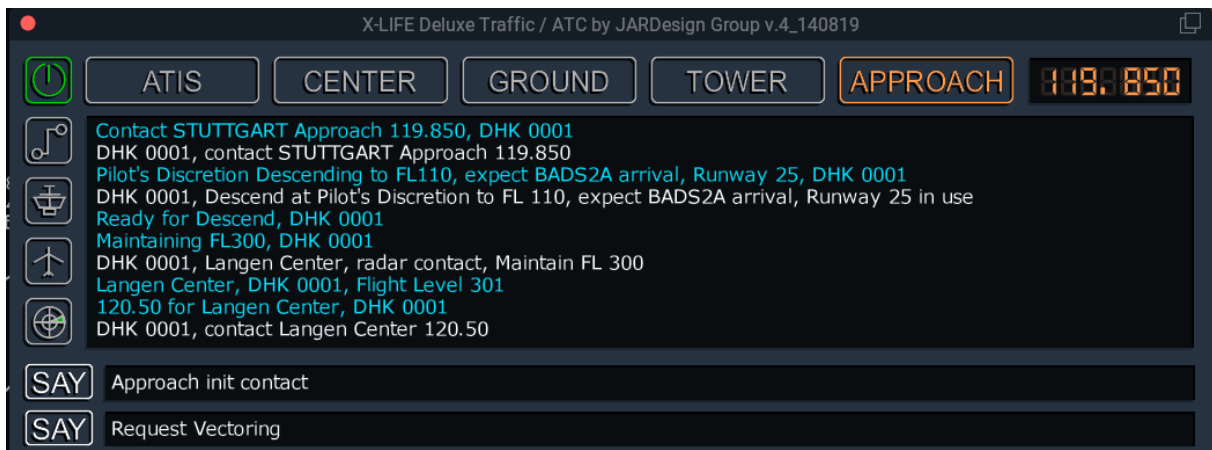 X-LIFE Deluxe Traffic / ATC by JARDesign Group v.4_140819
ATIS CENTER GROUND TOWER APPROACH 119.850
Contact STUTTGART Approach 119.850, DHK 0001
DHK 0001, contact STUTTGART Approach 119.850
Pilot's Discretion Descending to FL110, expect BADS2A arrival, Runway 25, DHK 0001
DHK 0001, Descend at Pilot's Discretion to FL 110, expect BADS2A arrival, Runway 25 in use
Ready for Descend, DHK 0001
Maintaining FL300, DHK 0001
DHK 0001, Langen Center, radar contact, Maintain FL 300
Langen Center, DHK 0001, Flight Level 301
120.50 for Langen Center, DHK 0001
DHK 0001, contact Langen Center 120.50
SAY Approach init contact
SAY Request Vectoring